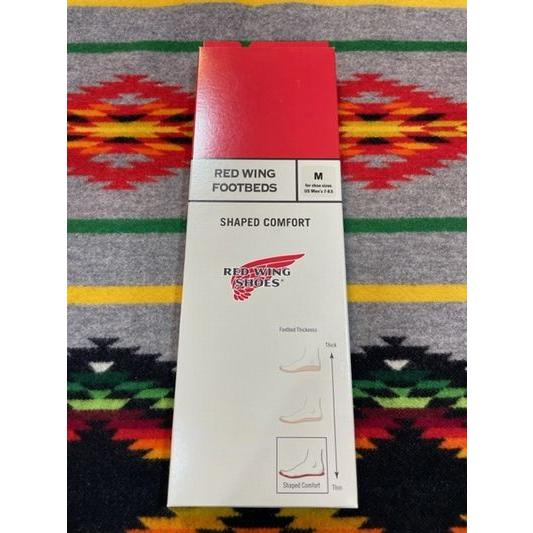 RED WING
FOOTBEDS
M
for shoe sizes
US Men's 7-8.5
SHAPED COMFORT
RED WING
SHOES®
Footbed Thickness
Thick
Shaped Comfort
Thin